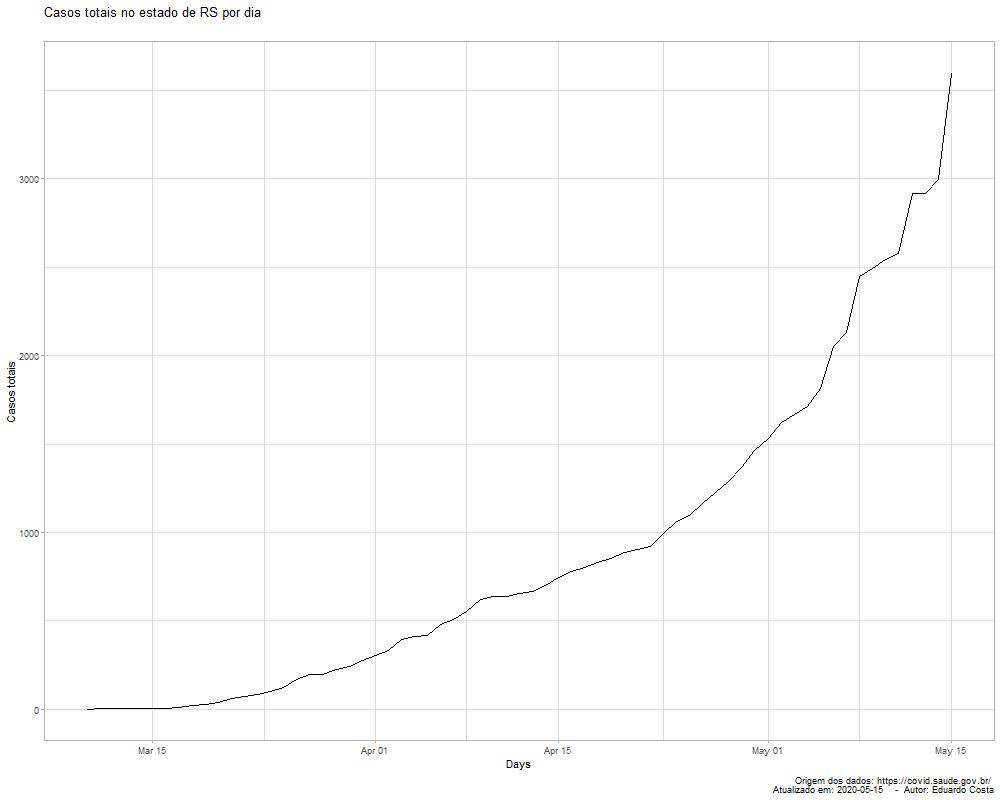 Casos totais no estado de RS por dia
3000
2000
1000
0
Casos totais
Mar 15
Apr 01
Apr 15
May 01
May 15
Days
Origem dos dados: https://covid.saude.gov.br/
Atualizado em: 2020-05-15 - Autor: Eduardo Costa